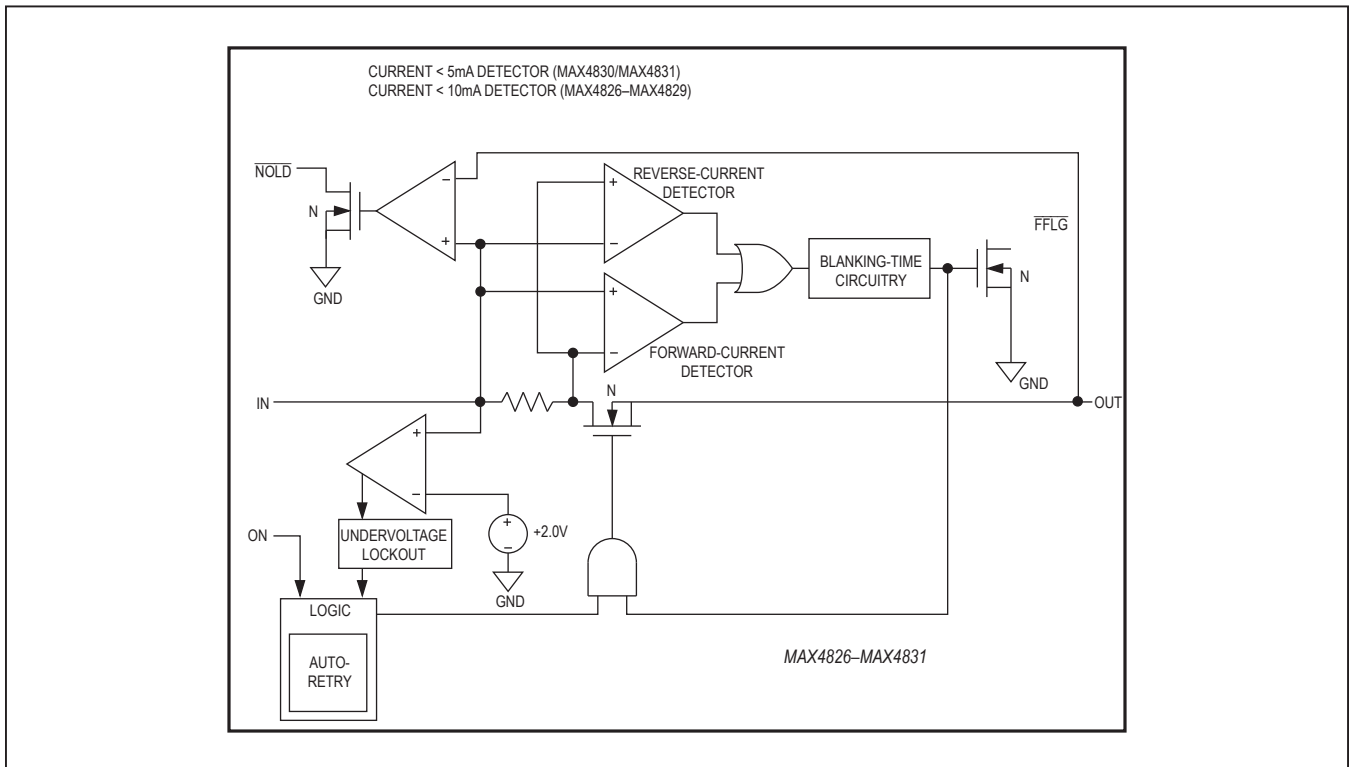 CURRENT < 5mA DETECTOR (MAX4830/MAX4831)
CURRENT < 10mA DETECTOR (MAX4826–MAX4829)
NOLD
N
GND
−
+
REVERSE-CURRENT
DETECTOR
+
−
+
−
FORWARD-CURRENT
DETECTOR
BLANKING-TIME
CIRCUITRY
FFLG
N
GND
IN
N
OUT
+
−
+
−
+2.0V
GND
ON
UNDERVOLTAGE
LOCKOUT
LOGIC
AUTO-
RETRY
MAX4826–MAX4831